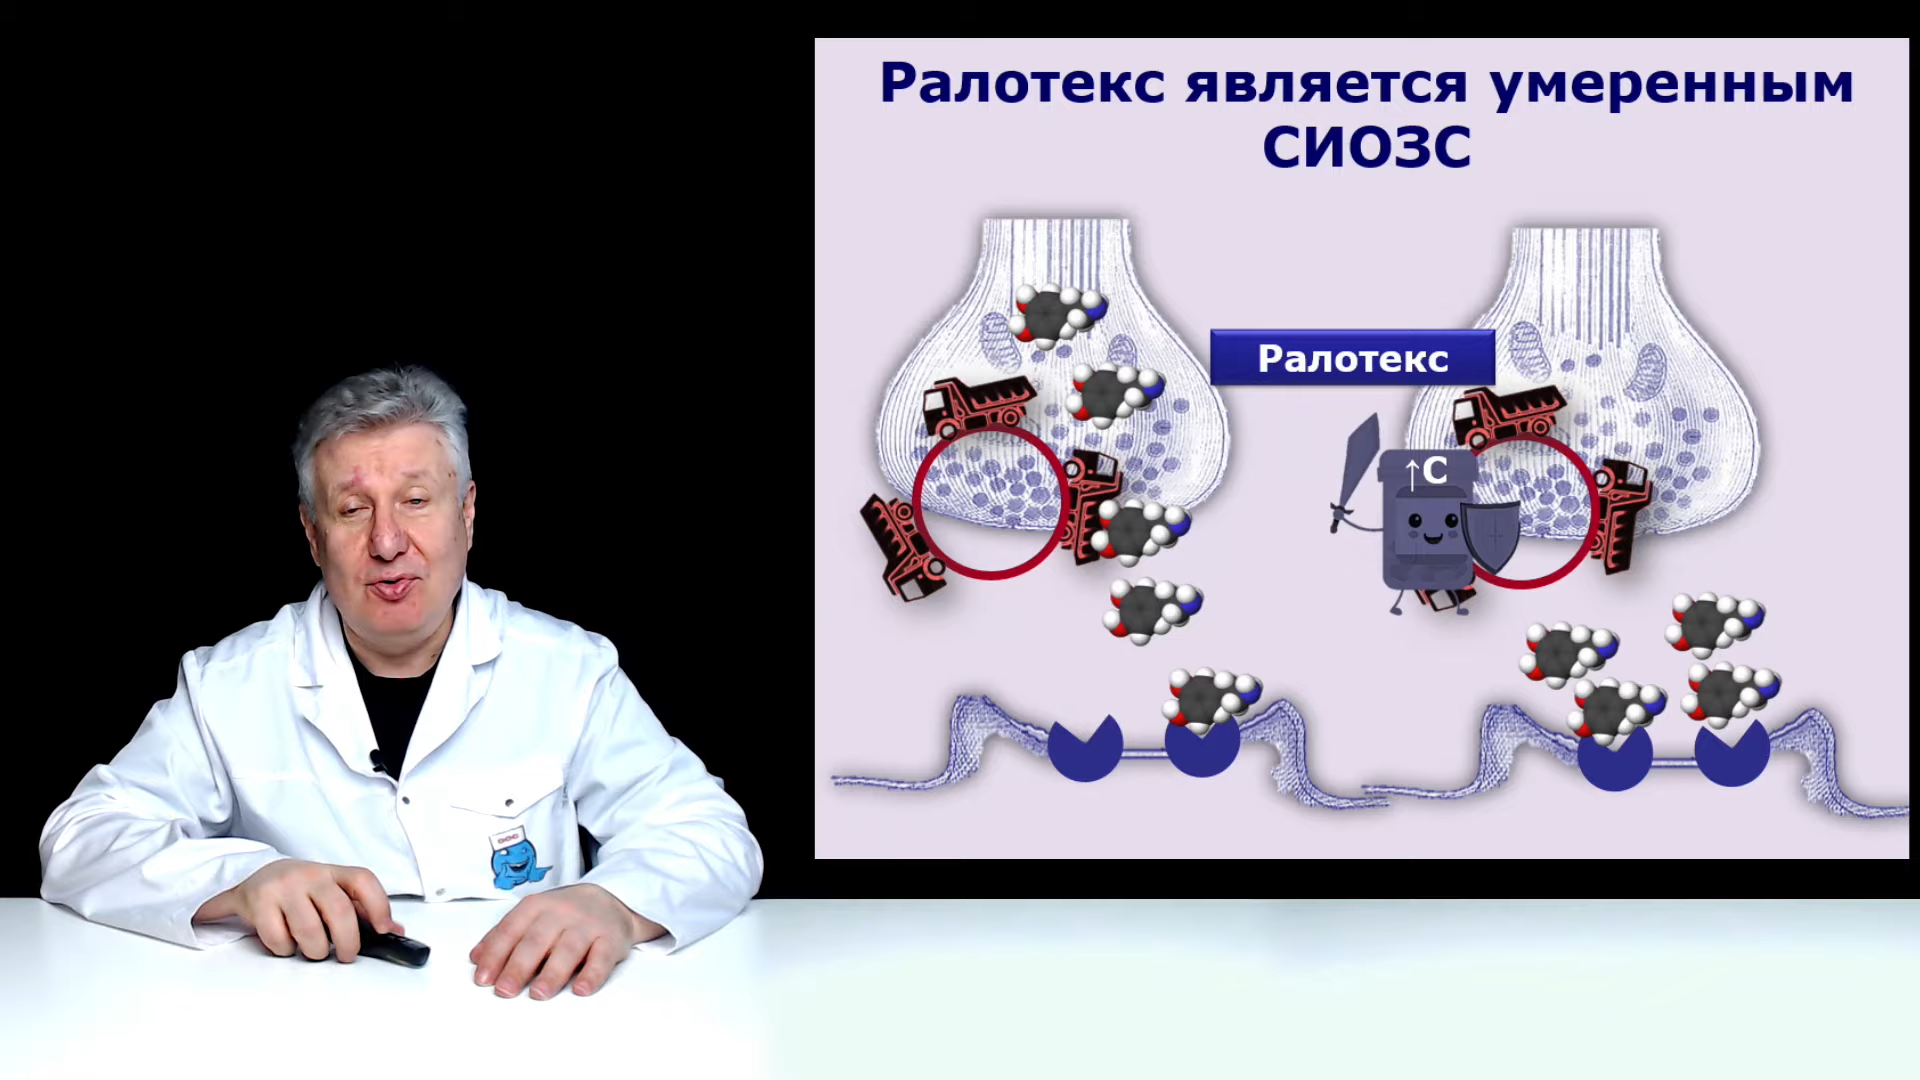 Ралотекс является умеренным
СИОЗС
Ралотекс
↑С